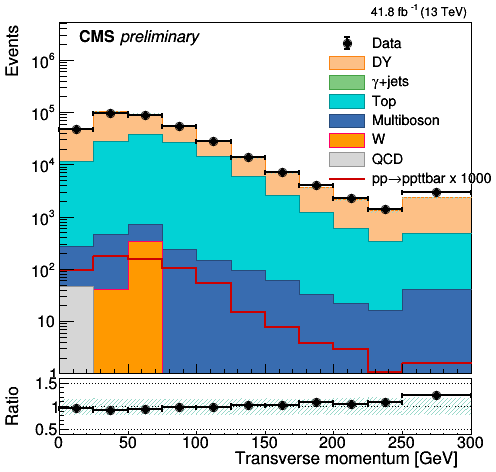 41.8 fb⁻¹ (13 TeV)
CMS preliminary
Events
Data
DY
γ+jets
Top
Multiboson
W
QCD
pp→ppttbar x 1000
10⁶
10⁵
10⁴
10³
10²
10
1
Ratio
1.5
1
0.5
0 50 100 150 200 250 300
Transverse momentum [GeV]